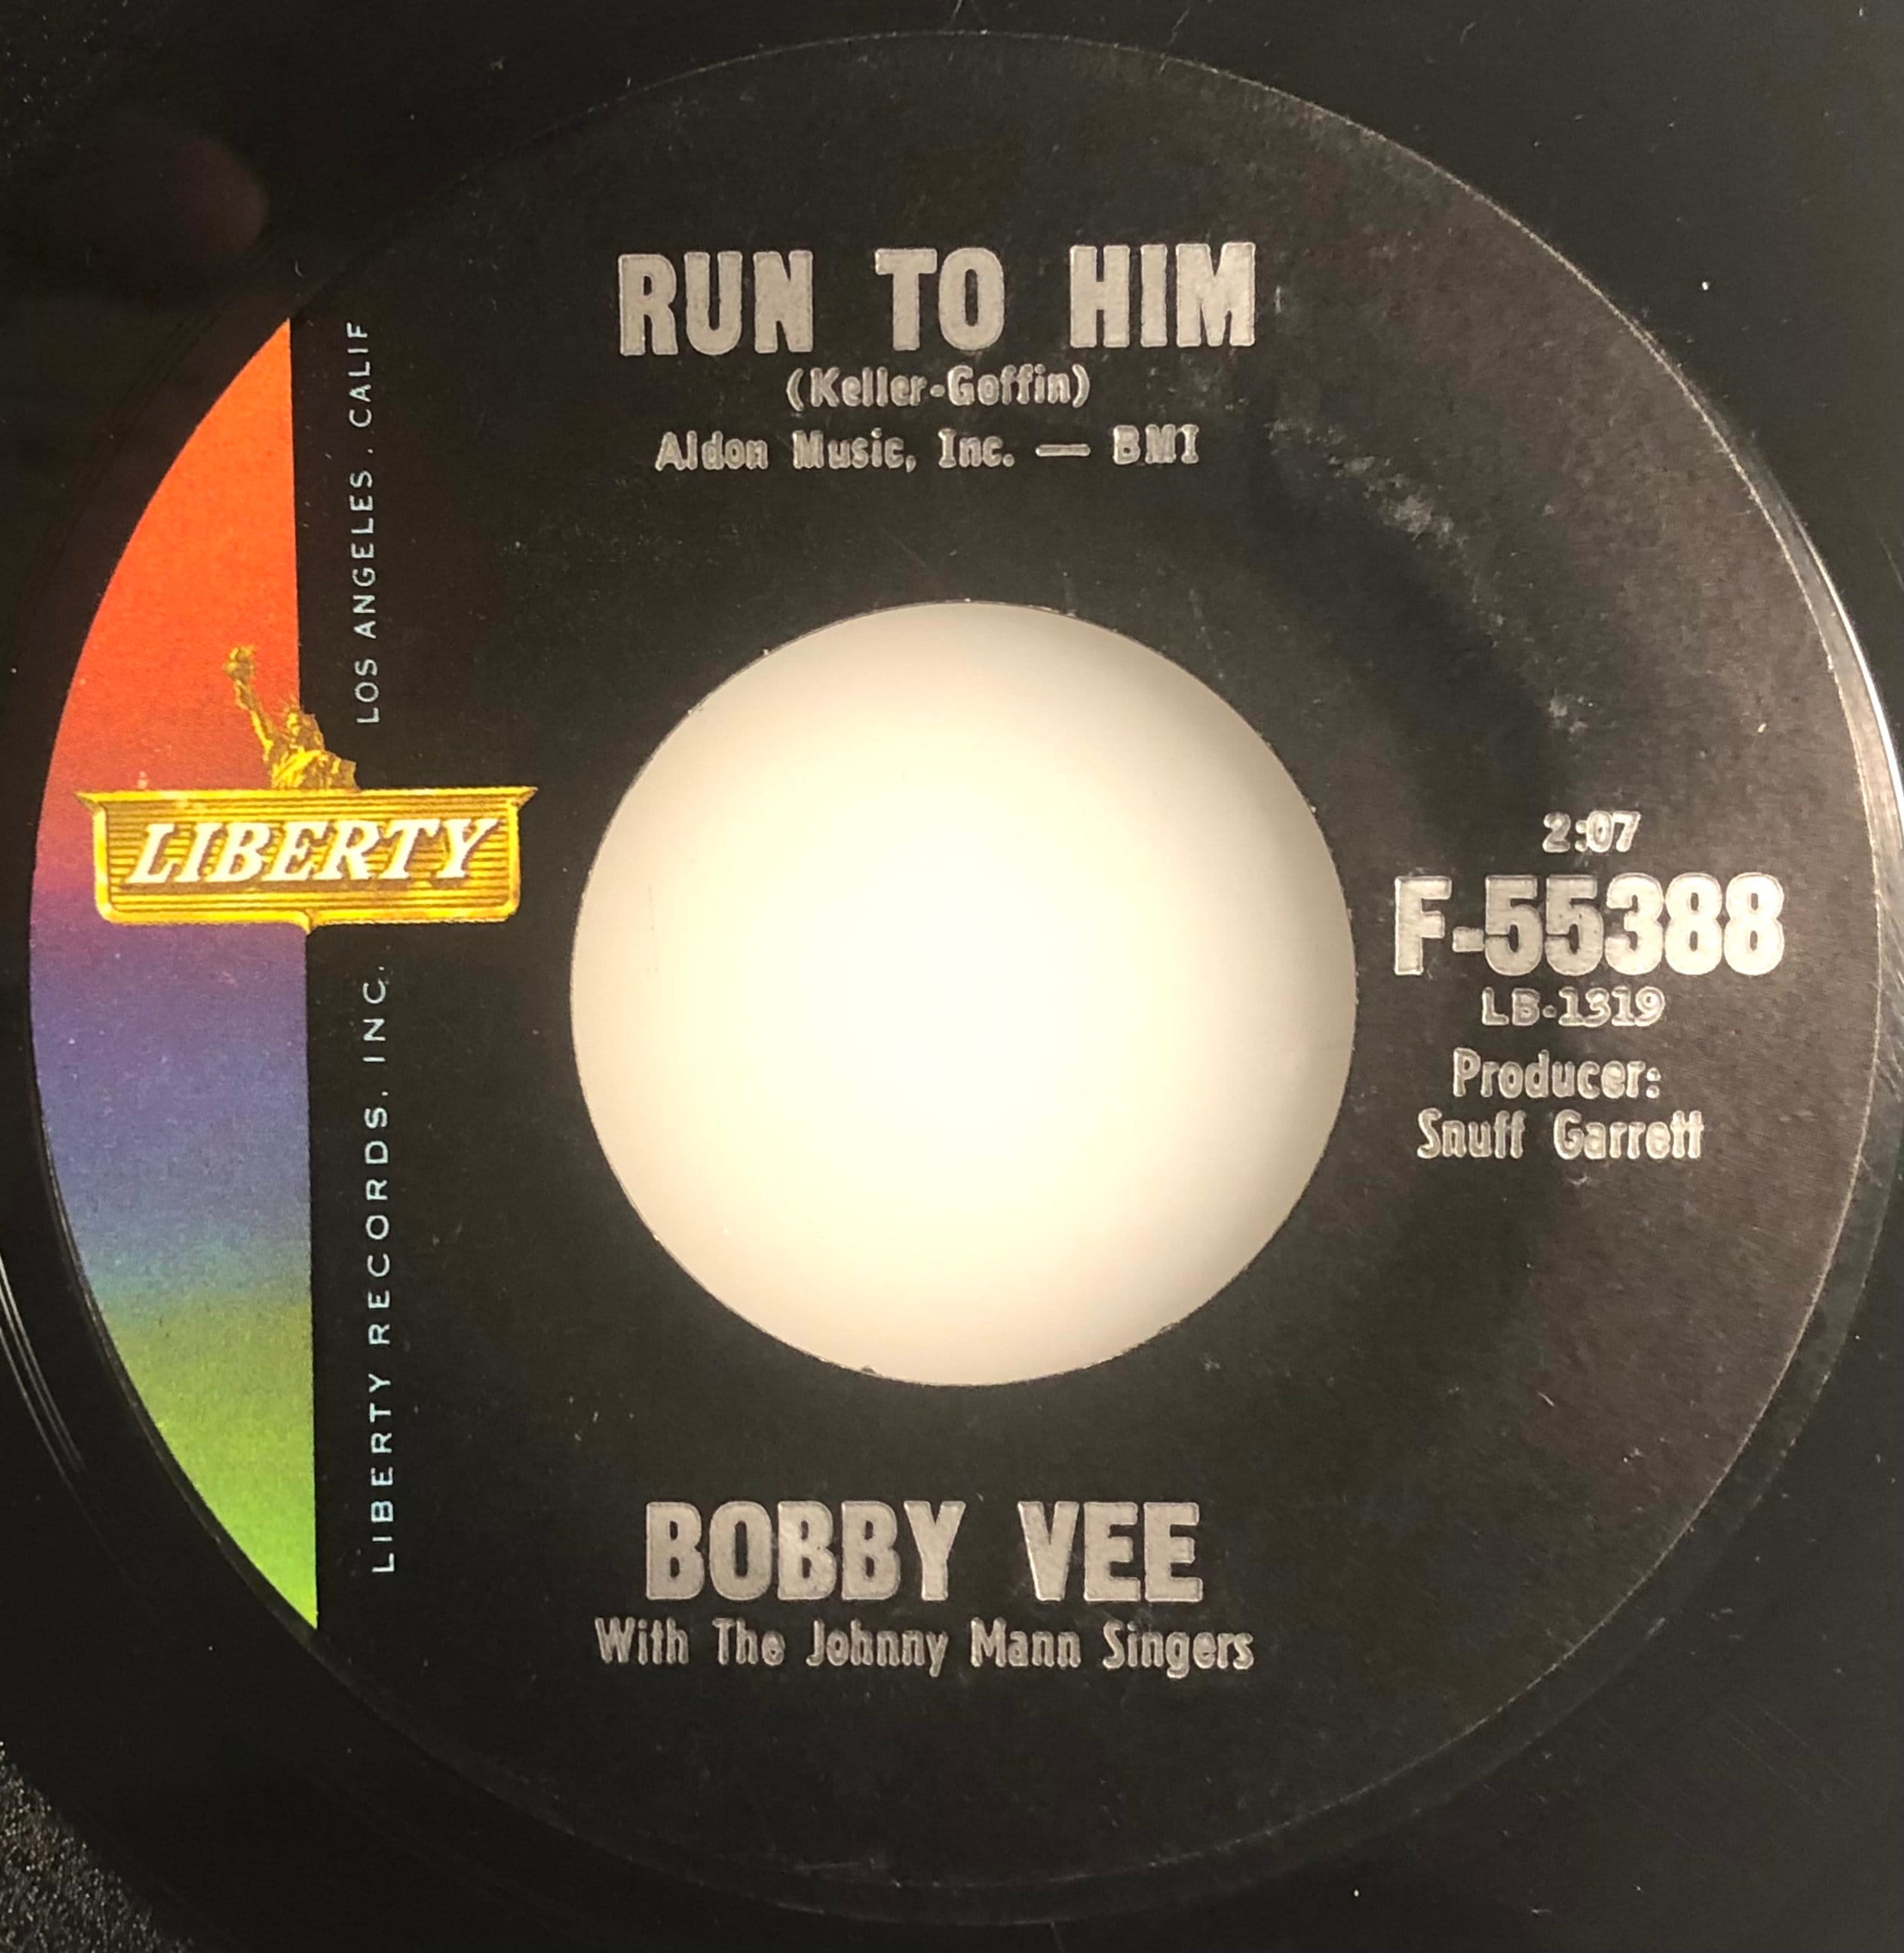 RUN TO HIM
(Keller-Goffin)
Aldon Music, Inc. — BMI
LOS ANGELES, CALIF
LIBERTY
LIBERTY RECORDS, INC.
2:07
F-55388
LB-1319
Producer:
Snuff Garrett
BOBBY VEE
With The Johnny Mann Singers